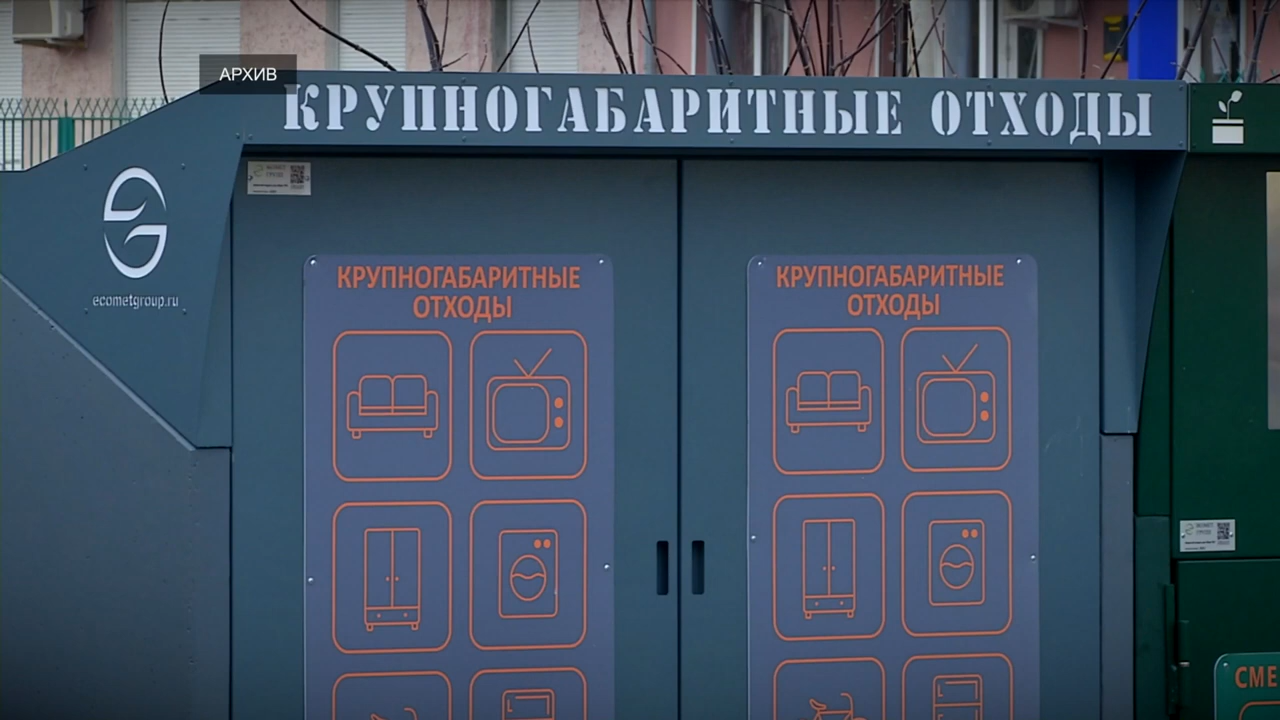 АРХИВ
КРУПНОГАБАРИТНЫЕ ОТХОДЫ
ecometgroup.ru
КРУПНОГАБАРИТНЫЕ
ОТХОДЫ
КРУПНОГАБАРИТНЫЕ
ОТХОДЫ
СМЕ